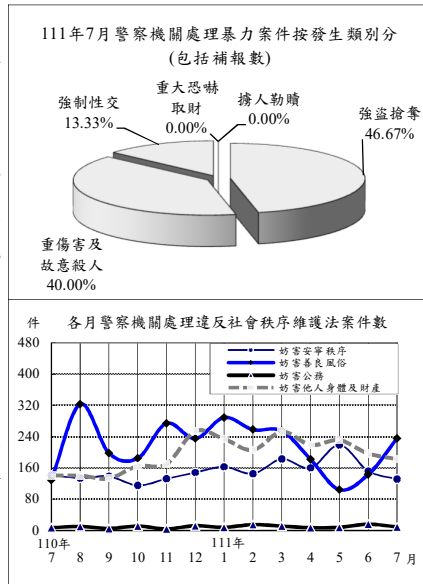 111年7月警察機關處理暴力案件按發生類別分
(包括補報數)
重大恐嚇
取財
0.00%
擄人勒贖
0.00%
強制性交
13.33%
強盜搶奪
46.67%
重傷害及
故意殺人
40.00%
件 各月警察機關處理違反社會秩序維護法案件數
480
400
320
240
160
80
0
妨害安寧秩序
妨害善良風俗
妨害公務
妨害他人身體及財產
110年 111年
7 8 9 10 11 12 1 2 3 4 5 6 7 月